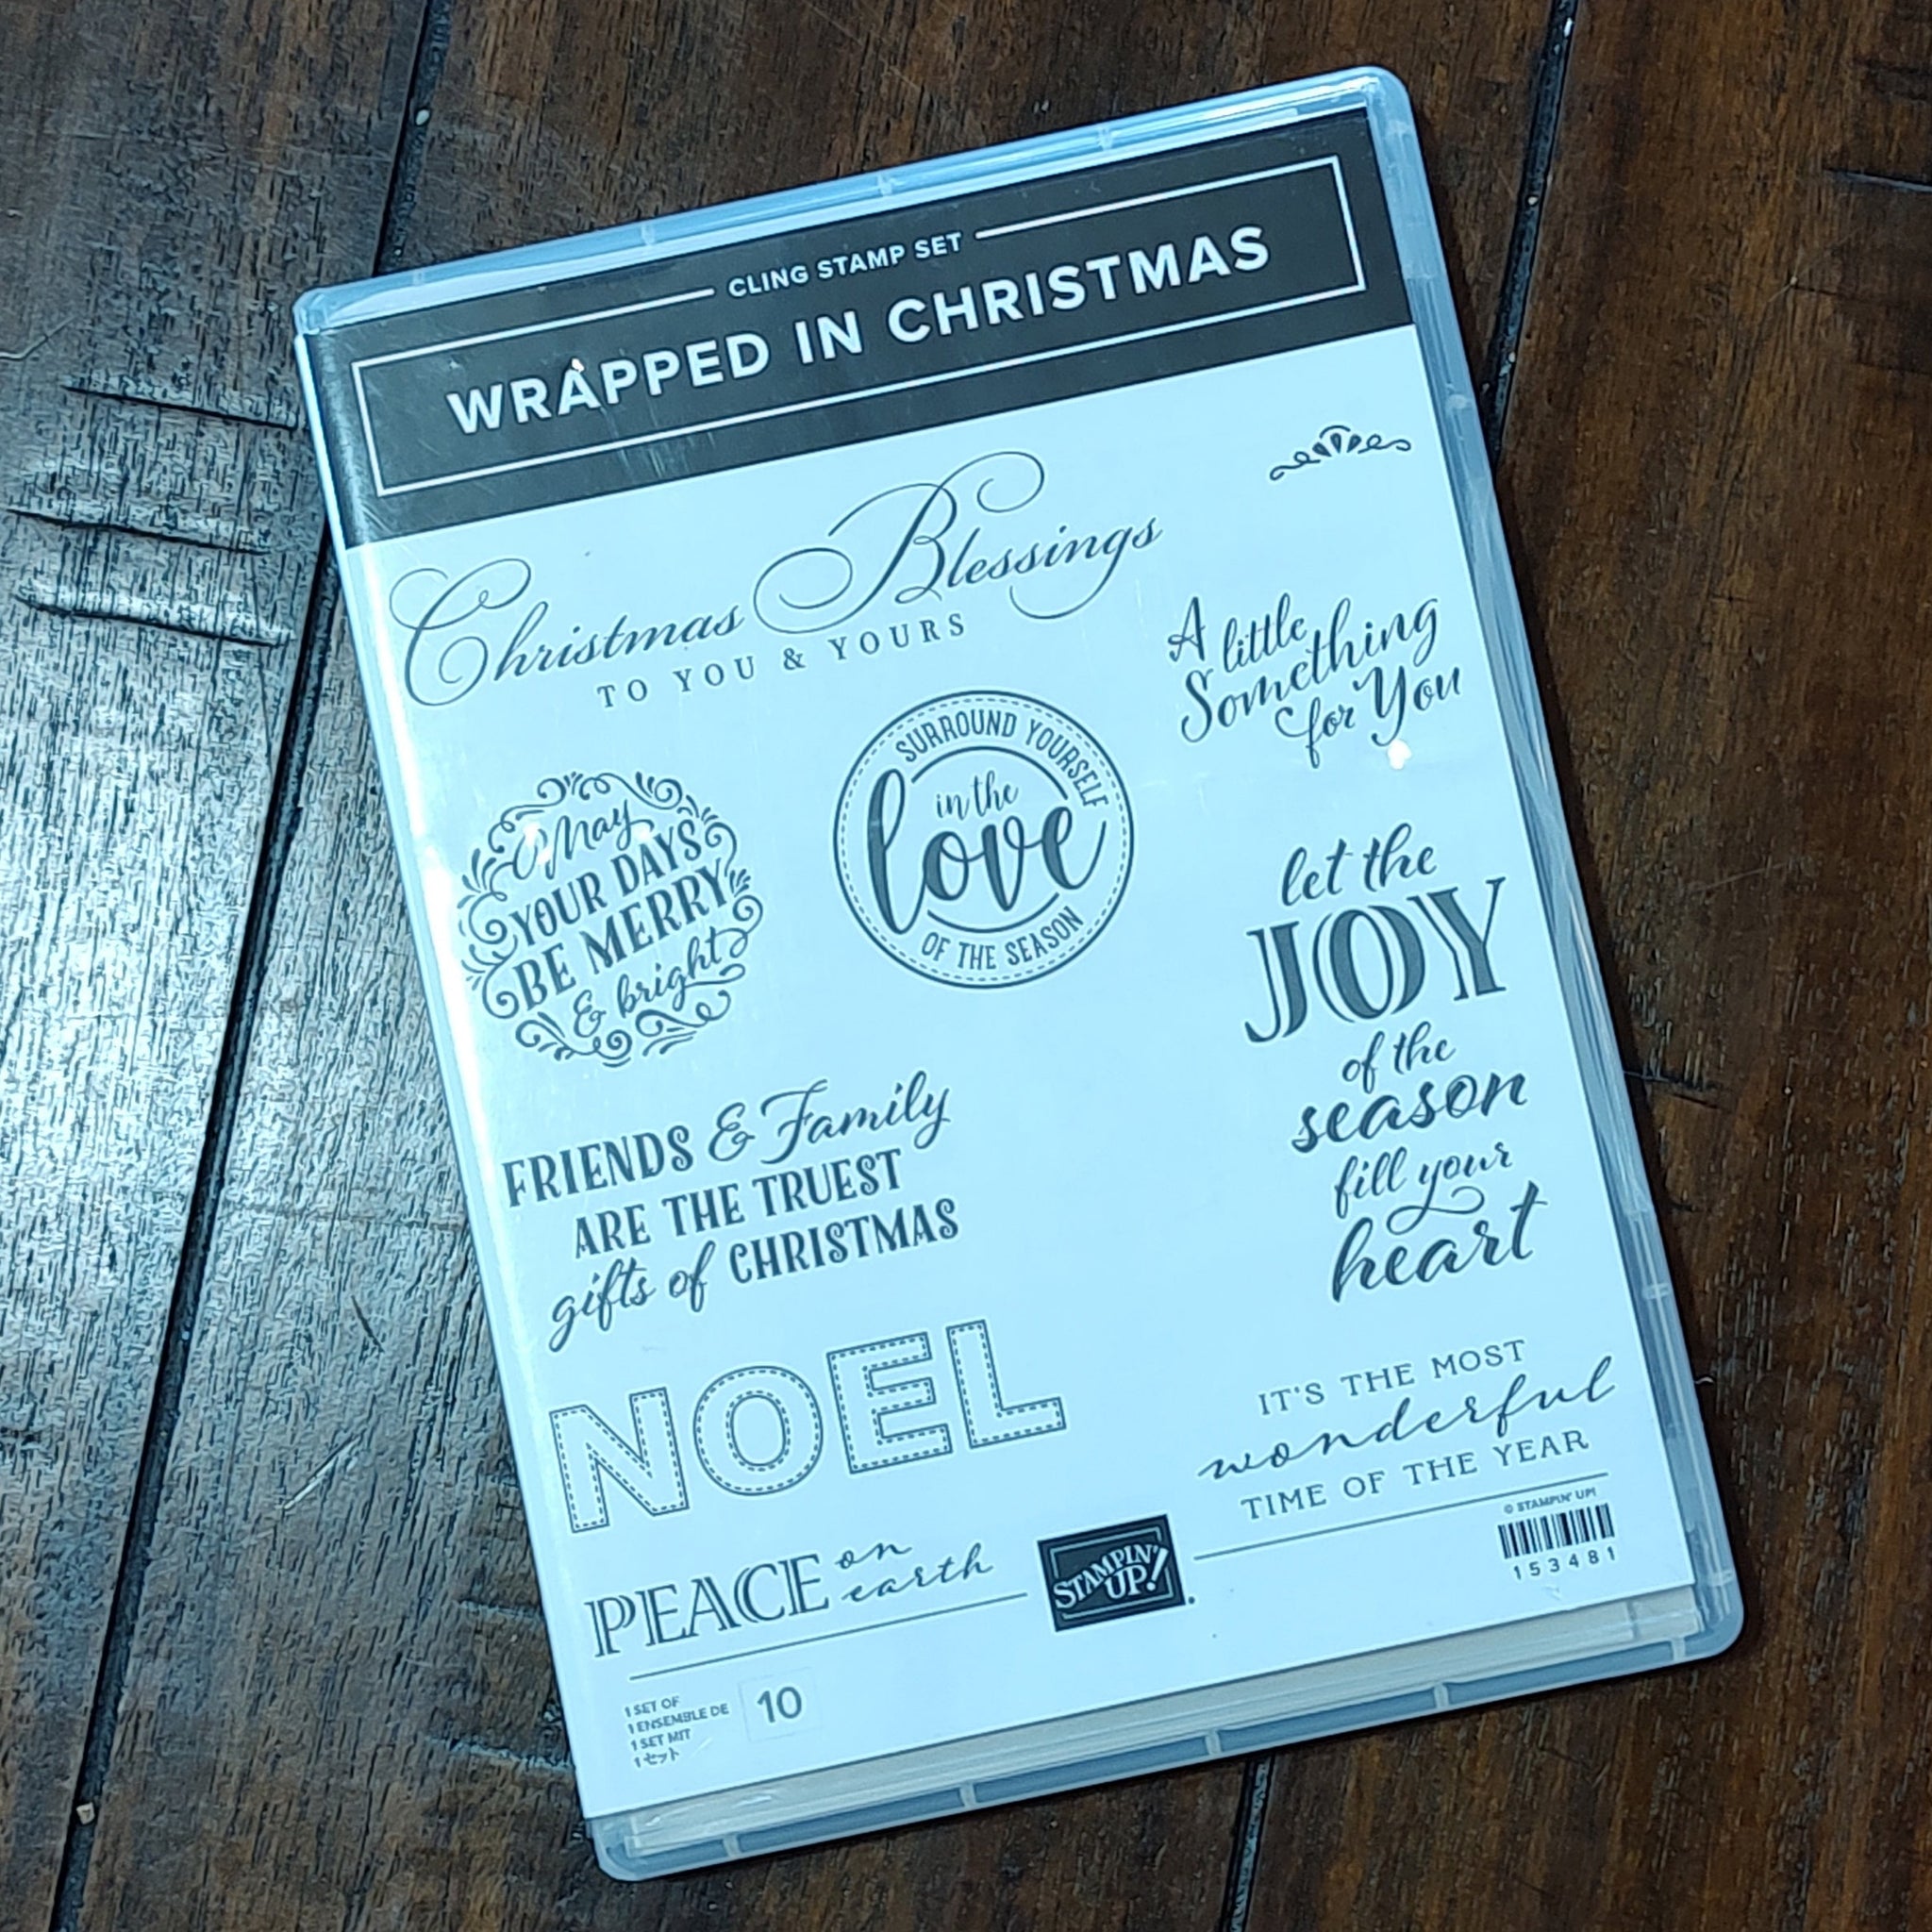 CLING STAMP SET
WRAPPED IN CHRISTMAS
Christmas Blessings
TO YOU & YOURS
A little
Something
for You
May
YOUR DAYS
BE MERRY
& bright
SURROUND YOURSELF
in the
love
OF THE SEASON
let the
JOY
of the
season
fill your
heart
FRIENDS & Family
ARE THE TRUEST
gifts of CHRISTMAS
NOEL
IT'S THE MOST
wonderful
TIME OF THE YEAR
PEACE on
earth
STAMPIN'
UP!
© STAMPIN' UP!
153481
1 SET OF
1 ENSEMBLE DE
1 SET MIT
1 セット
10